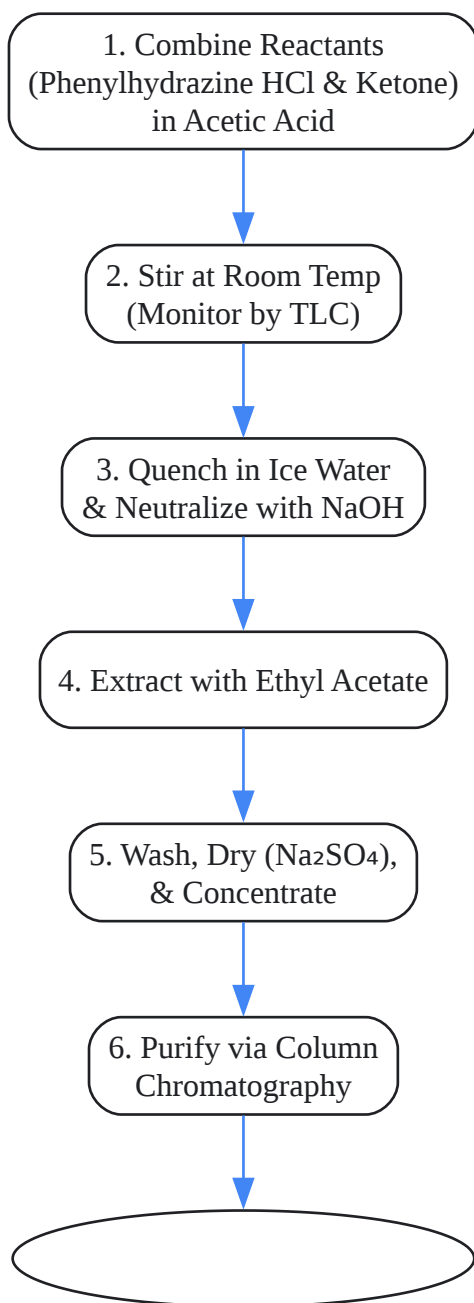 1. Combine Reactants
(Phenylhydrazine HCl & Ketone)
in Acetic Acid
2. Stir at Room Temp
(Monitor by TLC)
3. Quench in Ice Water
& Neutralize with NaOH
4. Extract with Ethyl Acetate
5. Wash, Dry (Na₂SO₄),
& Concentrate
6. Purify via Column
Chromatography